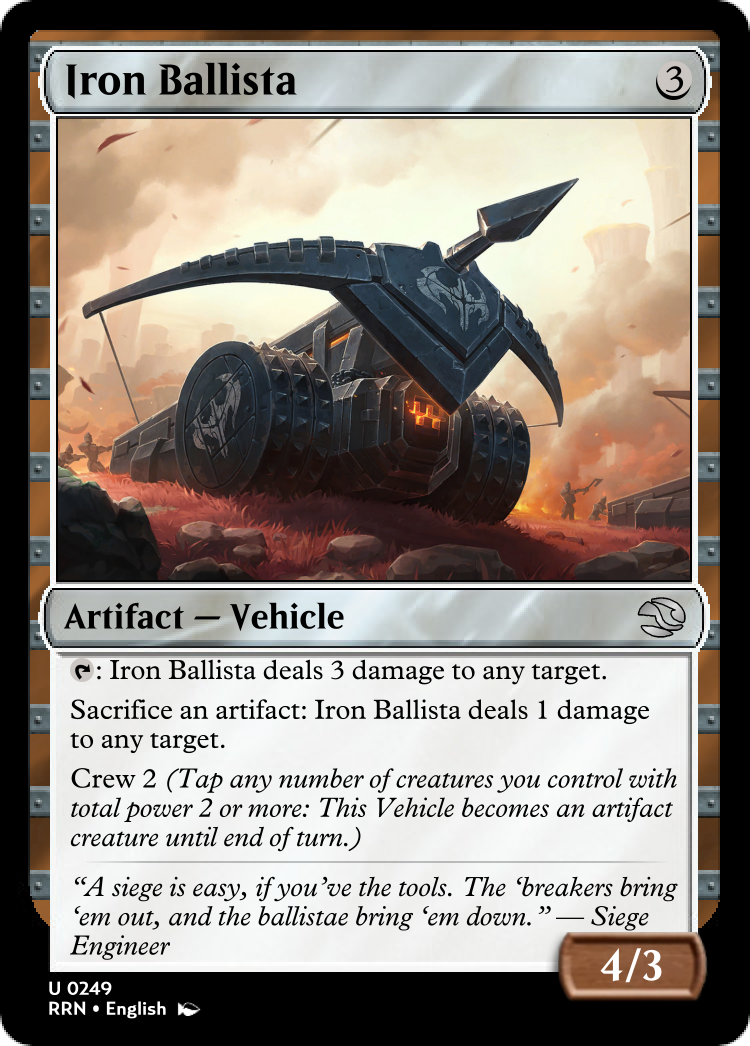 Iron Ballista
3
Artifact — Vehicle
: Iron Ballista deals 3 damage to any target.
Sacrifice an artifact: Iron Ballista deals 1 damage
to any target.
Crew 2 (Tap any number of creatures you control with
total power 2 or more: This Vehicle becomes an artifact
creature until end of turn.)
“A siege is easy, if you’ve the tools. The ‘breakers bring
‘em out, and the ballistae bring ‘em down.” — Siege
Engineer
4/3
U 0249
RRN • English